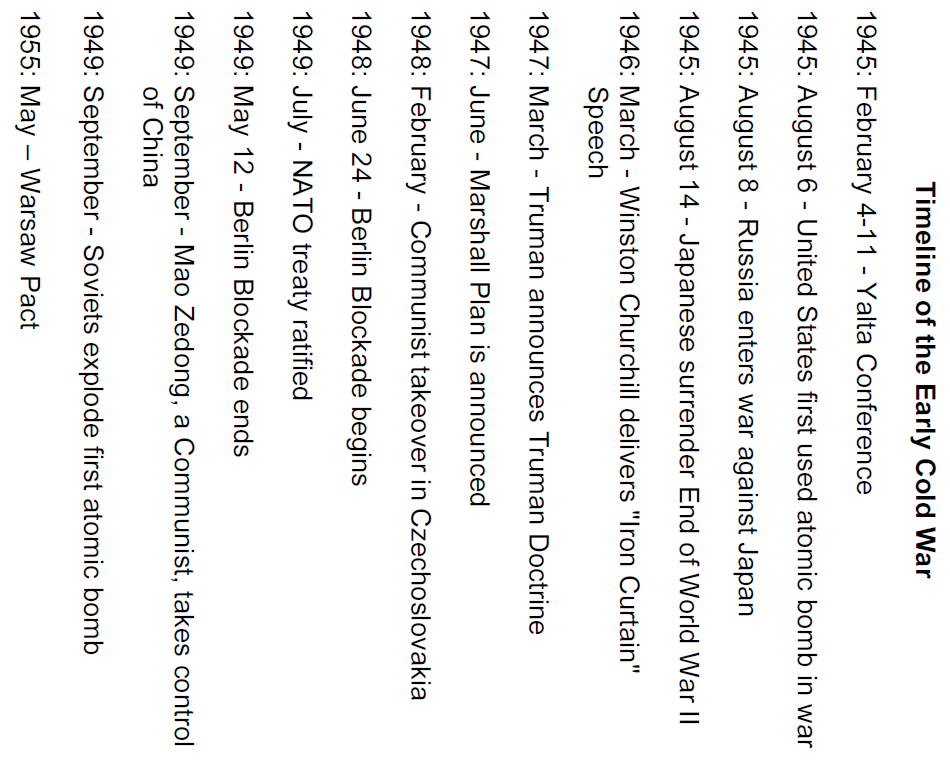 Timeline of the Early Cold War
1945: February 4-11 - Yalta Conference
1945: August 6 - United States first used atomic bomb in war
1945: August 8 - Russia enters war against Japan
1945: August 14 - Japanese surrender End of World War II
1946: March - Winston Churchill delivers "Iron Curtain"
Speech
1947: March - Truman announces Truman Doctrine
1947: June - Marshall Plan is announced
1948: February - Communist takeover in Czechoslovakia
1948: June 24 - Berlin Blockade begins
1949: July - NATO treaty ratified
1949: May 12 - Berlin Blockade ends
1949: September - Mao Zedong, a Communist, takes control
of China
1949: September - Soviets explode first atomic bomb
1955: May – Warsaw Pact